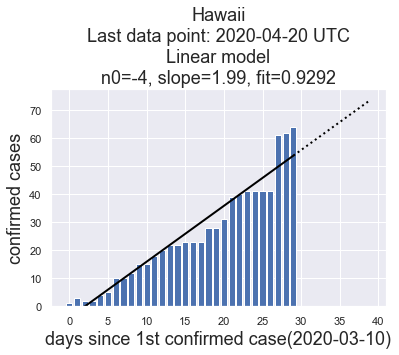 Hawaii
Last data point: 2020-04-20 UTC
Linear model
n0=-4, slope=1.99, fit=0.9292
70
60
50
40
30
20
10
0
confirmed cases
0 5 10 15 20 25 30 35 40
days since 1st confirmed case(2020-03-10)